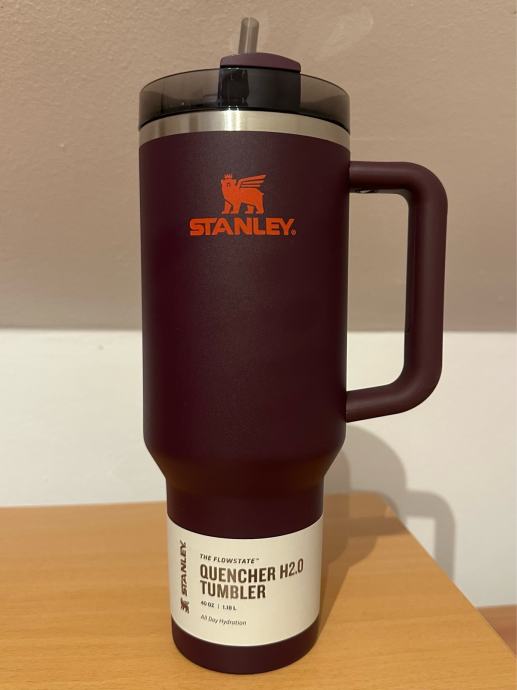 STANLEY®
STANLEY
THE FLOWSTATE™
QUENCHER H2.0
TUMBLER
40 OZ | 1.18 L
All Day Hydration